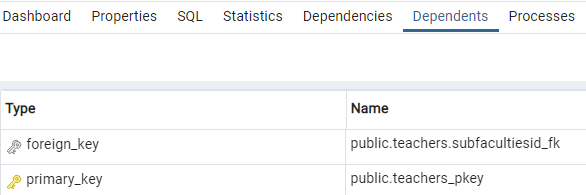 Dashboard Properties SQL Statistics Dependencies Dependents Processes
Type Name
foreign_key public.teachers.subfacultiesid_fk
primary_key public.teachers_pkey